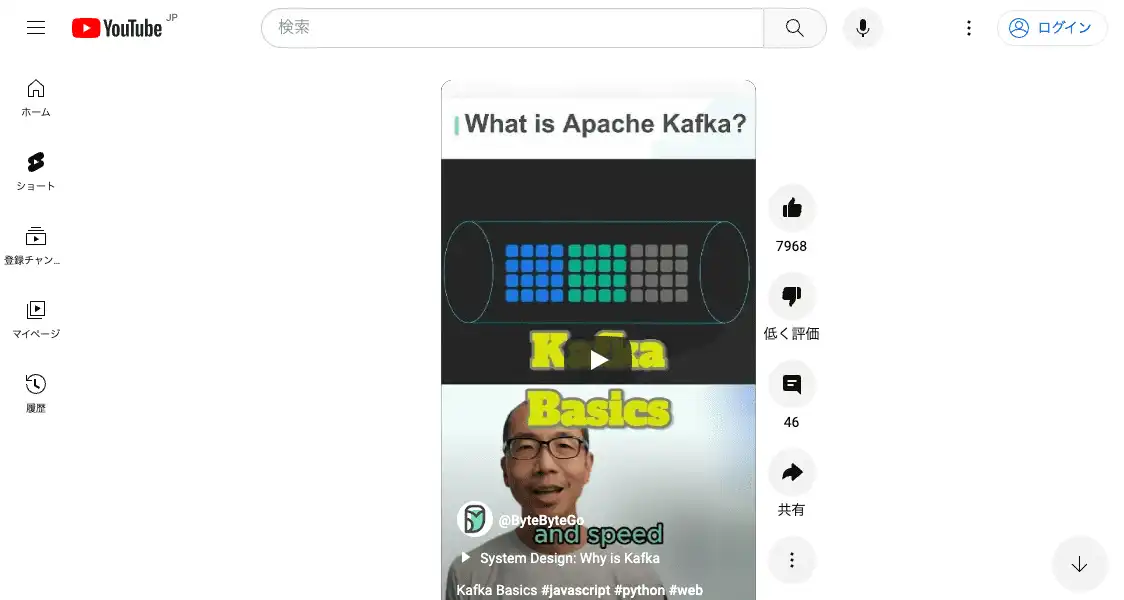 YouTube JP
検索
ログイン
ホーム
ショート
登録チャン...
マイページ
履歴
What is Apache Kafka?
Kafka
Basics
and speed
@ByteByteGo
System Design: Why is Kafka
Kafka Basics #javascript #python #web
7968
低く評価
46
共有